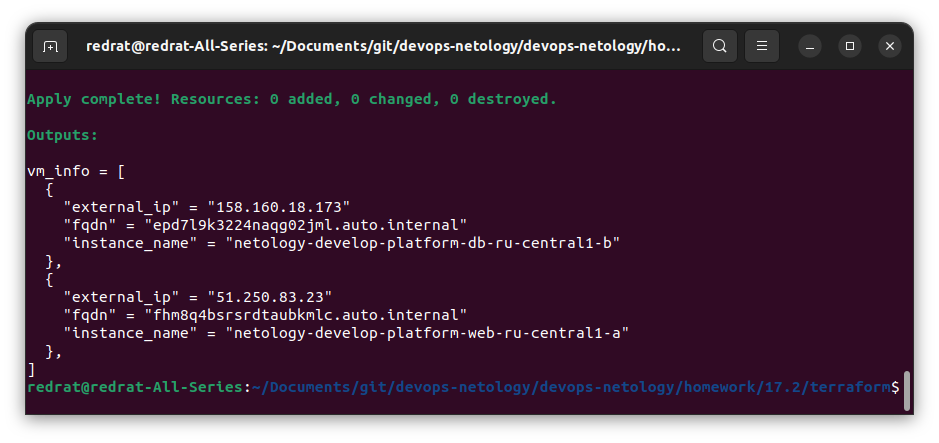 redrat@redrat-All-Series: ~/Documents/git/devops-netology/devops-netology/ho...
Apply complete! Resources: 0 added, 0 changed, 0 destroyed.
Outputs:
vm_info = [
  {
    "external_ip" = "158.160.18.173"
    "fqdn" = "epd7l9k3224naqg02jml.auto.internal"
    "instance_name" = "netology-develop-platform-db-ru-central1-b"
  },
  {
    "external_ip" = "51.250.83.23"
    "fqdn" = "fhm8q4bsrsrdtaubkmlc.auto.internal"
    "instance_name" = "netology-develop-platform-web-ru-central1-a"
  },
]
redrat@redrat-All-Series:~/Documents/git/devops-netology/devops-netology/homework/17.2/terraform$